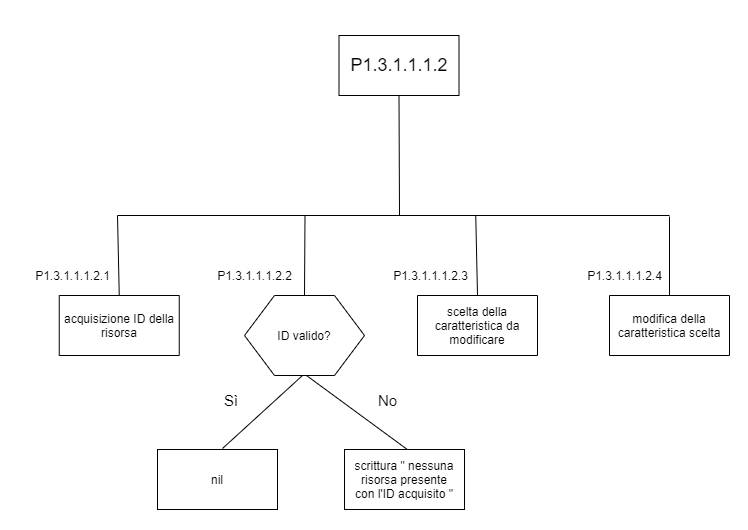 P1.3.1.1.1.2
P1.3.1.1.1.2.1
P1.3.1.1.1.2.2
P1.3.1.1.1.2.3
P1.3.1.1.1.2.4
acquisizione ID della
risorsa
ID valido?
scelta della
caratteristica da
modificare
modifica della
caratteristica scelta
Sì
No
nil
scrittura " nessuna
risorsa presente
con l'ID acquisito "